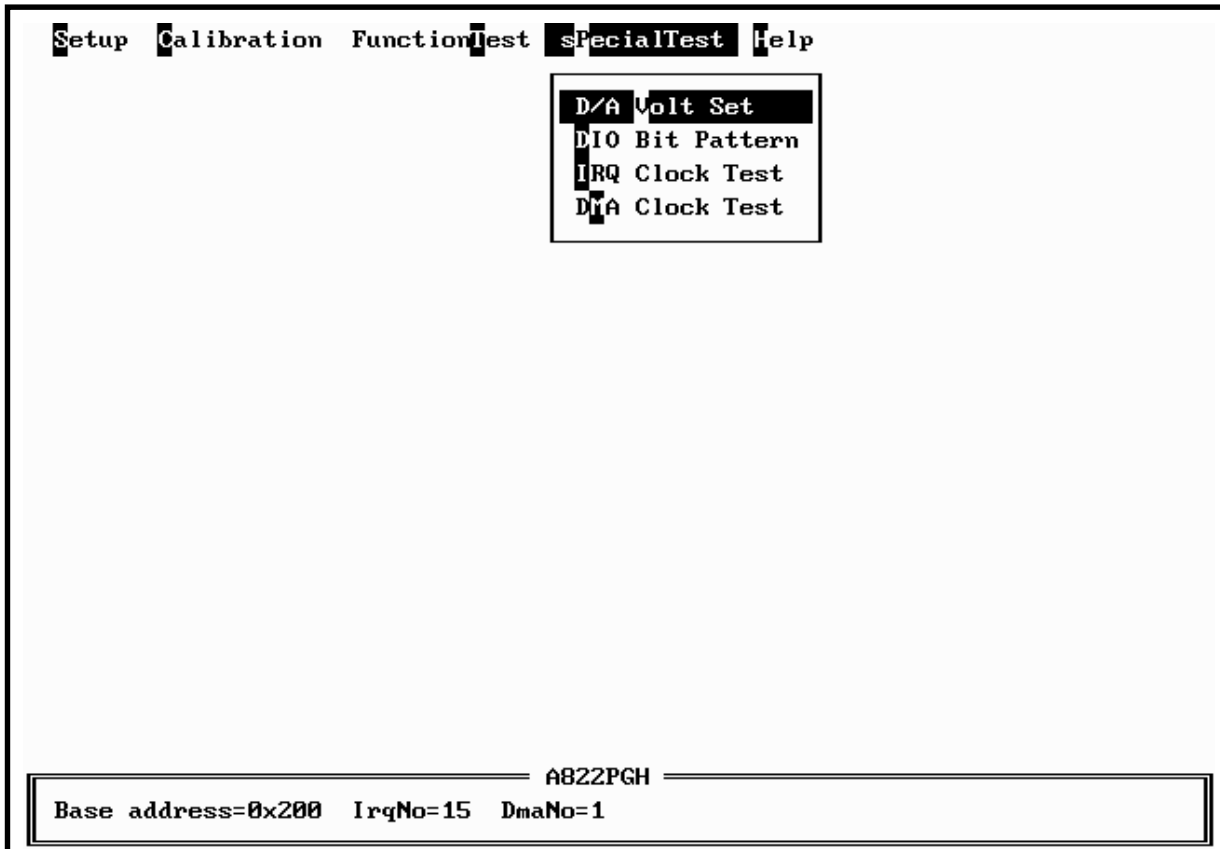 Setup Calibration FunctionTest sPecialTest Help
D/A Volt Set
DIO Bit Pattern
IRQ Clock Test
DMA Clock Test
A822PGH
Base address=0x200 IrqNo=15 DmaNo=1